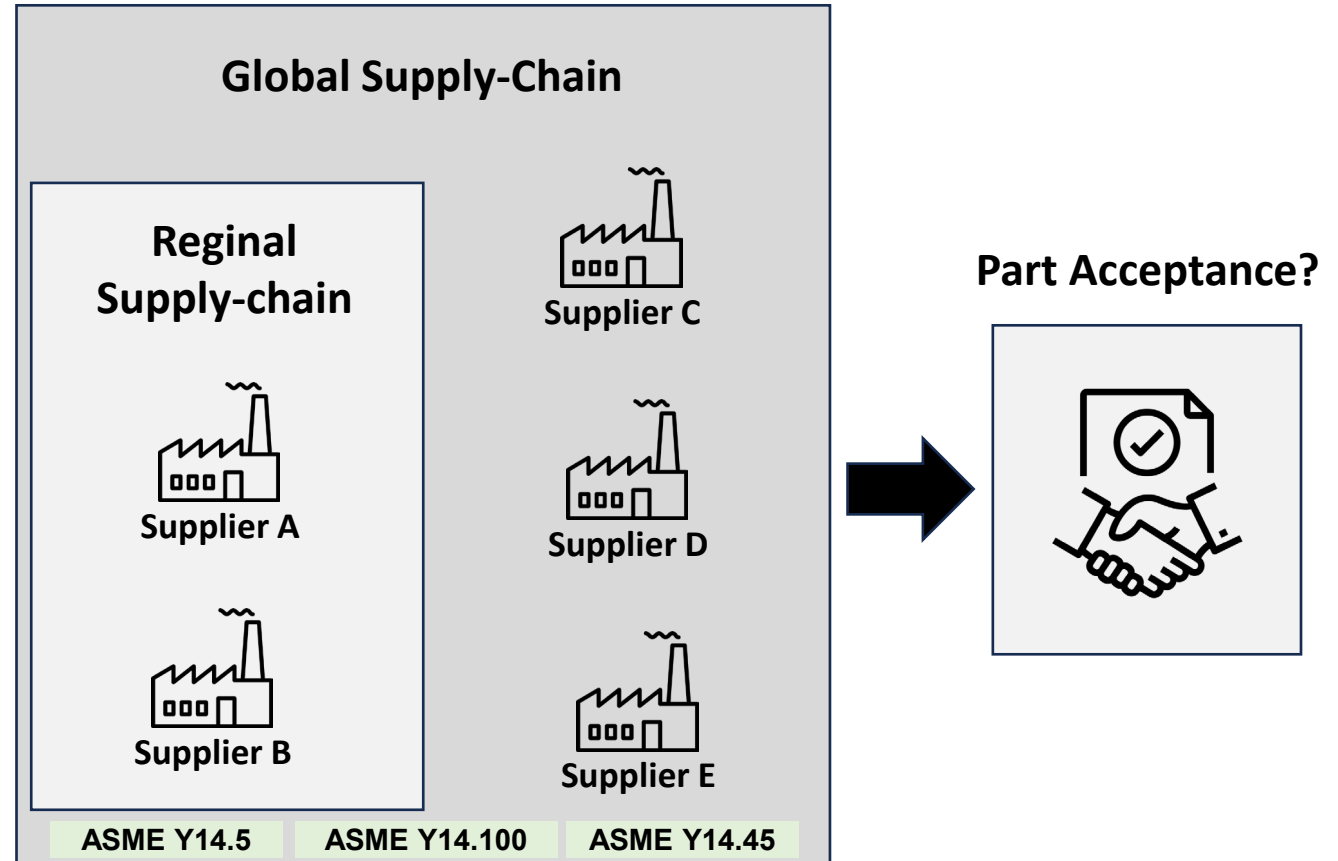 Global Supply-Chain
Reginal
Supply-chain
Supplier A
Supplier B
Supplier C
Supplier D
Supplier E
ASME Y14.5
ASME Y14.100
ASME Y14.45
Part Acceptance?